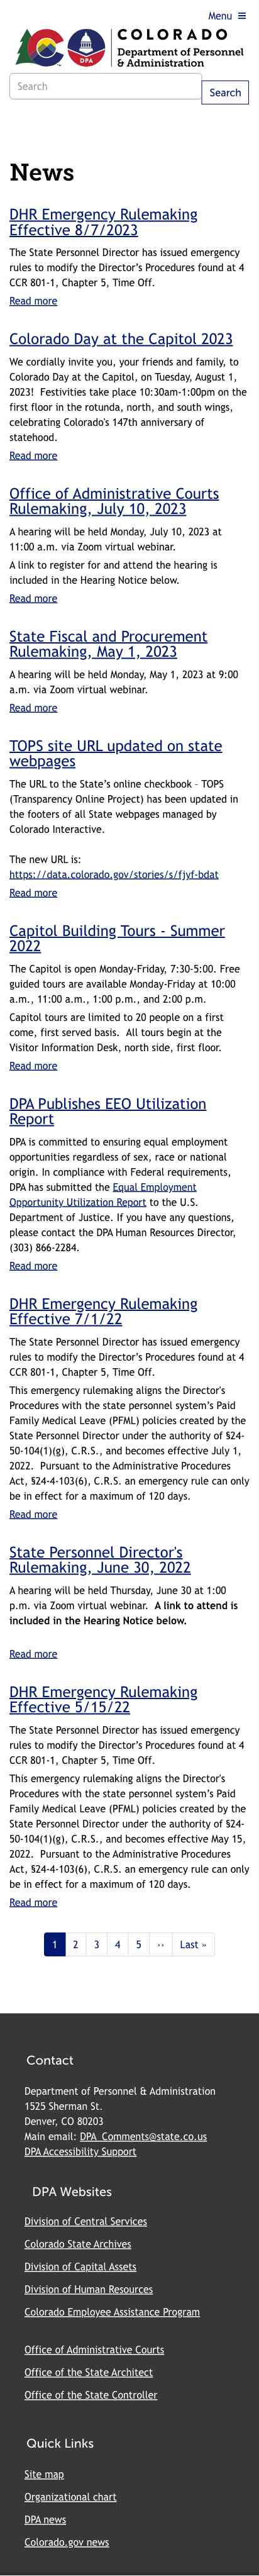 Menu
COLORADO
Department of Personnel
& Administration
DPA
Search
Search
News
DHR Emergency Rulemaking
Effective 8/7/2023
The State Personnel Director has issued emergency
rules to modify the Director’s Procedures found at 4
CCR 801-1, Chapter 5, Time Off.
Read more
Colorado Day at the Capitol 2023
We cordially invite you, your friends and family, to
Colorado Day at the Capitol, on Tuesday, August 1,
2023!  Festivities take place 10:30am-1:00pm on the
first floor in the rotunda, north, and south wings,
celebrating Colorado's 147th anniversary of
statehood.
Read more
Office of Administrative Courts
Rulemaking, July 10, 2023
A hearing will be held Monday, July 10, 2023 at
11:00 a.m. via Zoom virtual webinar.
A link to register for and attend the hearing is
included in the Hearing Notice below.
Read more
State Fiscal and Procurement
Rulemaking, May 1, 2023
A hearing will be held Monday, May 1, 2023 at 9:00
a.m. via Zoom virtual webinar.
Read more
TOPS site URL updated on state
webpages
The URL to the State’s online checkbook – TOPS
(Transparency Online Project) has been updated in
the footers of all State webpages managed by
Colorado Interactive.
The new URL is:
https://data.colorado.gov/stories/s/fjyf-bdat
Read more
Capitol Building Tours - Summer
2022
The Capitol is open Monday-Friday, 7:30-5:00. Free
guided tours are available Monday-Friday at 10:00
a.m., 11:00 a.m., 1:00 p.m., and 2:00 p.m.
Capitol tours are limited to 20 people on a first
come, first served basis.  All tours begin at the
Visitor Information Desk, north side, first floor.
Read more
DPA Publishes EEO Utilization
Report
DPA is committed to ensuring equal employment
opportunities regardless of sex, race or national
origin. In compliance with Federal requirements,
DPA has submitted the Equal Employment
Opportunity Utilization Report to the U.S.
Department of Justice. If you have any questions,
please contact the DPA Human Resources Director,
(303) 866-2284.
Read more
DHR Emergency Rulemaking
Effective 7/1/22
The State Personnel Director has issued emergency
rules to modify the Director’s Procedures found at 4
CCR 801-1, Chapter 5, Time Off.
This emergency rulemaking aligns the Director's
Procedures with the state personnel system’s Paid
Family Medical Leave (PFML) policies created by the
State Personnel Director under the authority of §24-
50-104(1)(g), C.R.S., and becomes effective July 1,
2022.  Pursuant to the Administrative Procedures
Act, §24-4-103(6), C.R.S. an emergency rule can only
be in effect for a maximum of 120 days.
Read more
State Personnel Director's
Rulemaking, June 30, 2022
A hearing will be held Thursday, June 30 at 1:00
p.m. via Zoom virtual webinar.  A link to attend is
included in the Hearing Notice below.
Read more
DHR Emergency Rulemaking
Effective 5/15/22
The State Personnel Director has issued emergency
rules to modify the Director’s Procedures found at 4
CCR 801-1, Chapter 5, Time Off.
This emergency rulemaking aligns the Director's
Procedures with the state personnel system’s Paid
Family Medical Leave (PFML) policies created by the
State Personnel Director under the authority of §24-
50-104(1)(g), C.R.S., and becomes effective May 15,
2022.  Pursuant to the Administrative Procedures
Act, §24-4-103(6), C.R.S. an emergency rule can only
be in effect for a maximum of 120 days.
Read more
1 2 3 4 5 ›› Last »
Contact
Department of Personnel & Administration
1525 Sherman St.
Denver, CO 80203
Main email: DPA_Comments@state.co.us
DPA Accessibility Support
DPA Websites
Division of Central Services
Colorado State Archives
Division of Capital Assets
Division of Human Resources
Colorado Employee Assistance Program
Office of Administrative Courts
Office of the State Architect
Office of the State Controller
Quick Links
Site map
Organizational chart
DPA news
Colorado.gov news